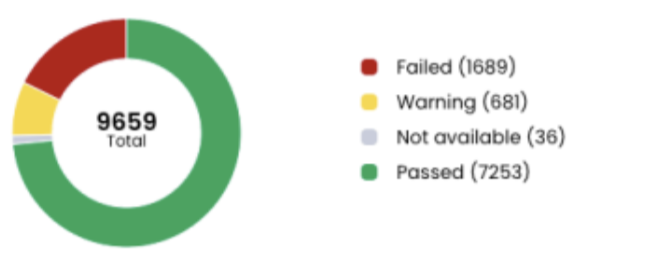 9659
Total
Failed (1689)
Warning (681)
Not available (36)
Passed (7253)